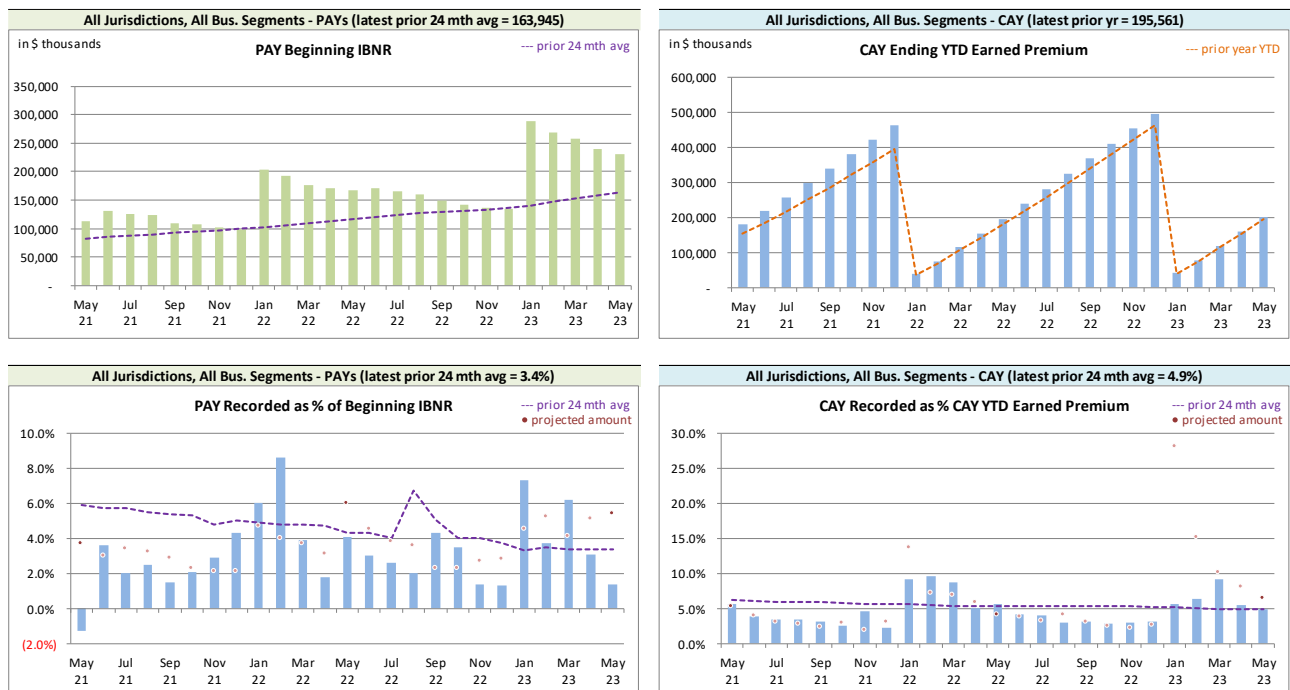 All Jurisdictions, All Bus. Segments - PAYs (latest prior 24 mth avg = 163,945)
in $ thousands
PAY Beginning IBNR
--- prior 24 mth avg
350,000
300,000
250,000
200,000
150,000
100,000
50,000
-
May Jul Sep Nov Jan Mar May Jul Sep Nov Jan Mar May
21 21 21 21 22 22 22 22 22 22 23 23 23
All Jurisdictions, All Bus. Segments - CAY (latest prior yr = 195,561)
in $ thousands
CAY Ending YTD Earned Premium
--- prior year YTD
600,000
500,000
400,000
300,000
200,000
100,000
-
May Jul Sep Nov Jan Mar May Jul Sep Nov Jan Mar May
21 21 21 21 22 22 22 22 22 22 23 23 23
All Jurisdictions, All Bus. Segments - PAYs (latest prior 24 mth avg = 3.4%)
PAY Recorded as % of Beginning IBNR
--- prior 24 mth avg
• projected amount
10.0%
8.0%
6.0%
4.0%
2.0%
0.0%
(2.0%)
May Jul Sep Nov Jan Mar May Jul Sep Nov Jan Mar May
21 21 21 21 22 22 22 22 22 22 23 23 23
All Jurisdictions, All Bus. Segments - CAY (latest prior 24 mth avg = 4.9%)
CAY Recorded as % CAY YTD Earned Premium
--- prior 24 mth avg
• projected amount
30.0%
25.0%
20.0%
15.0%
10.0%
5.0%
0.0%
May Jul Sep Nov Jan Mar May Jul Sep Nov Jan Mar May
21 21 21 21 22 22 22 22 22 22 23 23 23